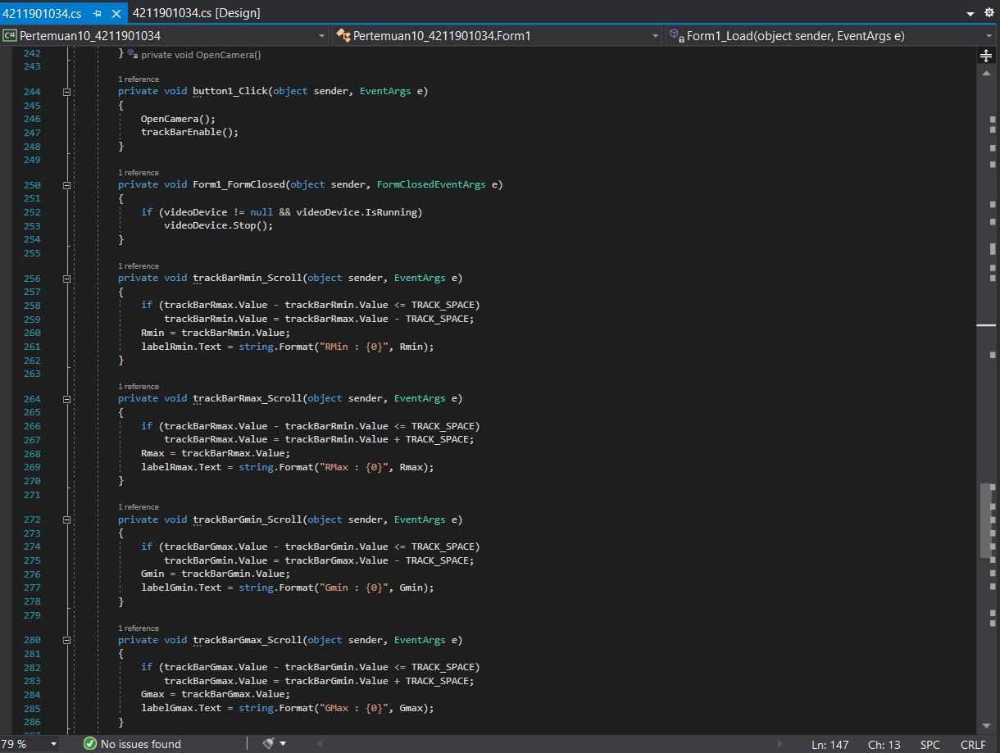 4211901034.cs 4211901034.cs [Design]
C# Pertemuan10_4211901034 Pertemuan10_4211901034.Form1 Form1_Load(object sender, EventArgs e)
242 } private void OpenCamera()
243
1 reference
244 private void button1_Click(object sender, EventArgs e)
245 {
246 OpenCamera();
247 trackBarEnable();
248 }
249
1 reference
250 private void Form1_FormClosed(object sender, FormClosedEventArgs e)
251 {
252 if (videoDevice != null && videoDevice.IsRunning)
253 videoDevice.Stop();
254 }
255
1 reference
256 private void trackBarRmin_Scroll(object sender, EventArgs e)
257 {
258 if (trackBarRmax.Value - trackBarRmin.Value <= TRACK_SPACE)
259 trackBarRmin.Value = trackBarRmax.Value - TRACK_SPACE;
260 Rmin = trackBarRmin.Value;
261 labelRmin.Text = string.Format("RMin : {0}", Rmin);
262 }
263
1 reference
264 private void trackBarRmax_Scroll(object sender, EventArgs e)
265 {
266 if (trackBarRmax.Value - trackBarRmin.Value <= TRACK_SPACE)
267 trackBarRmax.Value = trackBarRmin.Value + TRACK_SPACE;
268 Rmax = trackBarRmax.Value;
269 labelRmax.Text = string.Format("RMax : {0}", Rmax);
270 }
271
1 reference
272 private void trackBarGmin_Scroll(object sender, EventArgs e)
273 {
274 if (trackBarGmax.Value - trackBarGmin.Value <= TRACK_SPACE)
275 trackBarGmin.Value = trackBarGmax.Value - TRACK_SPACE;
276 Gmin = trackBarGmin.Value;
277 labelGmin.Text = string.Format("Gmin : {0}", Gmin);
278 }
279
1 reference
280 private void trackBarGmax_Scroll(object sender, EventArgs e)
281 {
282 if (trackBarGmax.Value - trackBarGmin.Value <= TRACK_SPACE)
283 trackBarGmax.Value = trackBarGmin.Value + TRACK_SPACE;
284 Gmax = trackBarGmax.Value;
285 labelGmax.Text = string.Format("GMax : {0}", Gmax);
286 }
287
79 % No issues found Ln: 147 Ch: 13 SPC CRLF